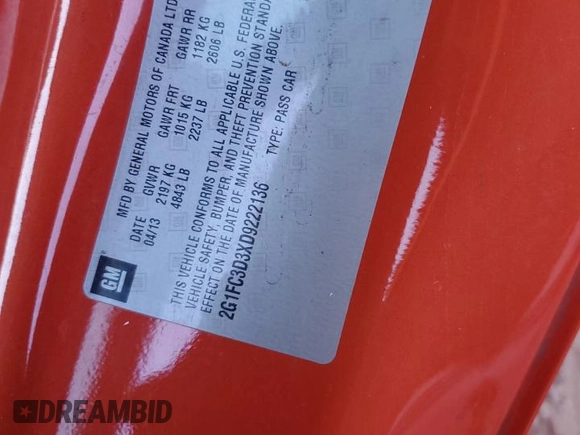 MFD BY GENERAL MOTORS OF CANADA LTD
DATE GVWR GAWR FRT GAWR RR
04/13 2197 KG 1015 KG 1182 KG
4843 LB 2237 LB 2606 LB
THIS VEHICLE CONFORMS TO ALL APPLICABLE U.S. FEDERAL
VEHICLE SAFETY, BUMPER, AND THEFT PREVENTION STANDA
EFFECT ON THE DATE OF MANUFACTURE SHOWN ABOVE.
2G1FC3D3XD9222136 TYPE: PASS CAR
GM
DREAMBID